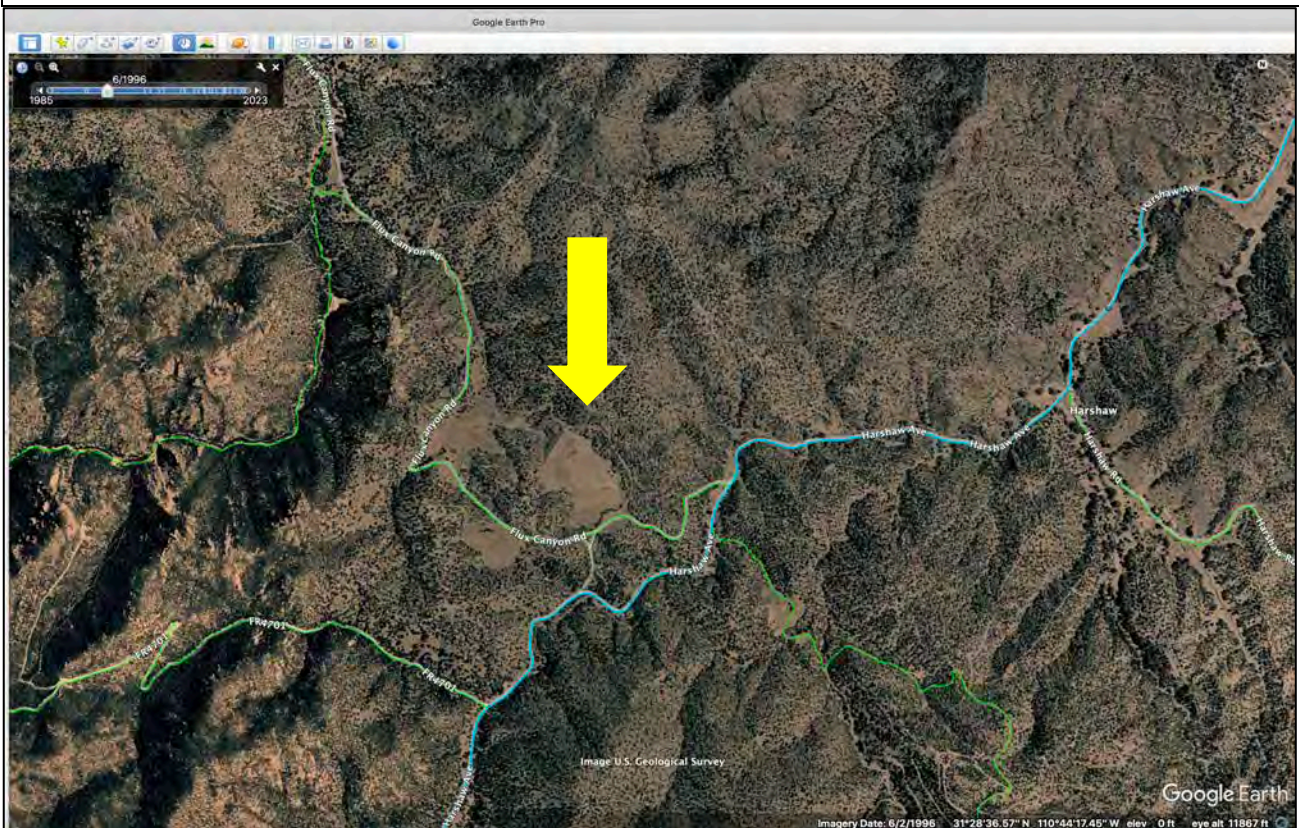 Google Earth Pro
6/1996
1985
2023
N
Flux Canyon Rd
Flux Canyon Rd
Harshaw Ave
Flux Canyon Rd
Harshaw
Harshaw Ave
Harshaw Ave
Harshaw Rd
Flux Canyon Rd
Harshaw Ave
FR4701
FR4701
FR4701
Image U.S. Geological Survey
Harshaw Ave
Google Earth
Imagery Date: 6/2/1996 31°28'36.57" N 110°44'17.45" W elev 0 ft eye alt 11867 ft